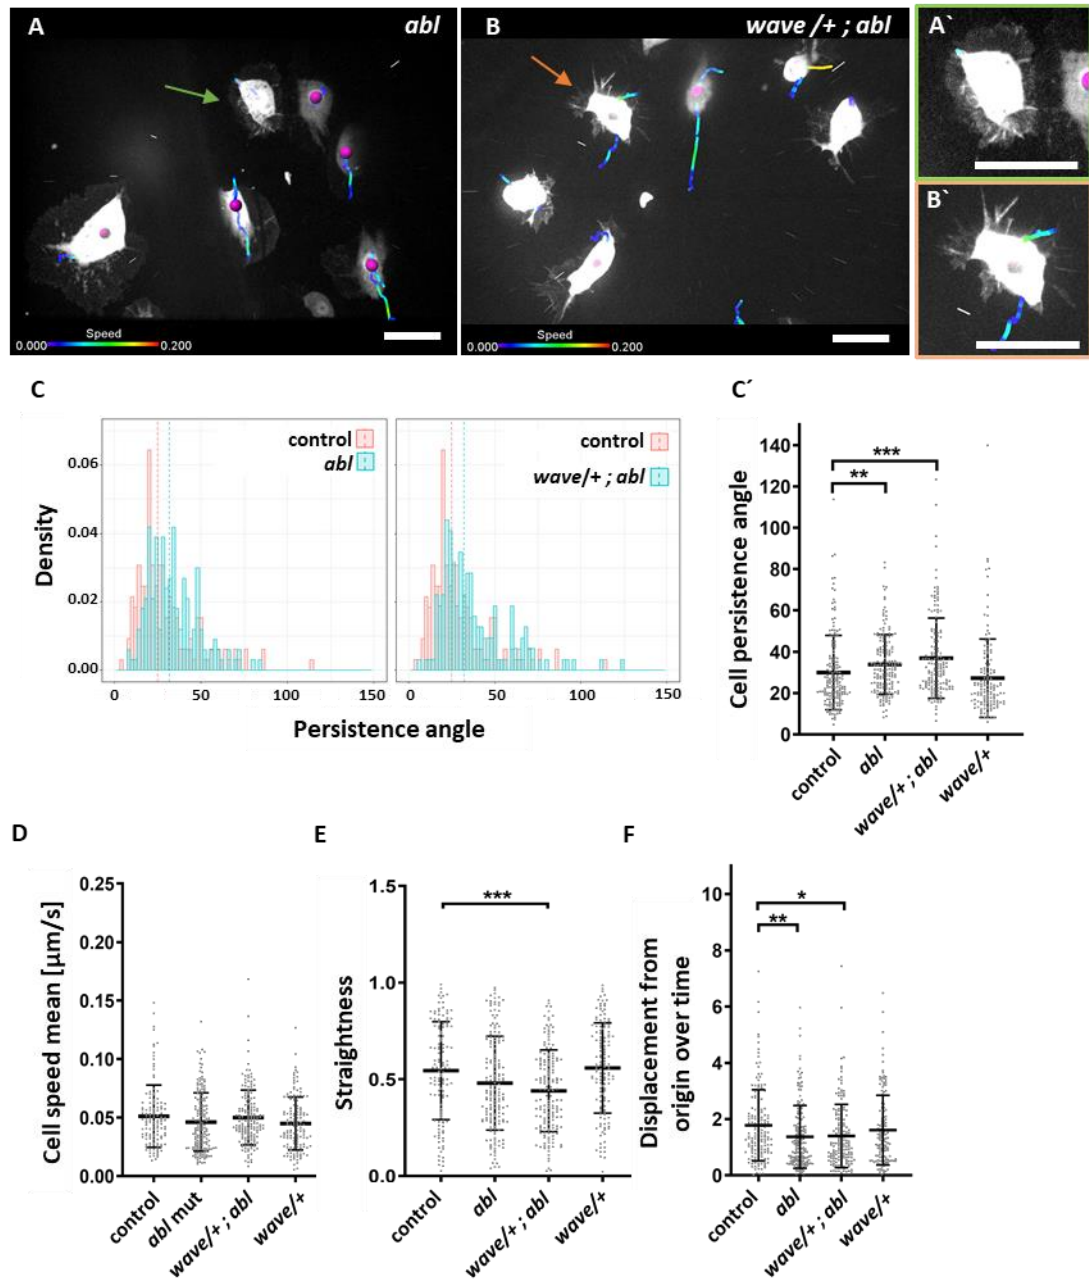 A
abl
B
wave /+ ; abl
A`
B`
Speed
0.000
0.200
Speed
0.000
0.200
C
control
abl
control
wave/+ ; abl
Density
0.06
0.04
0.02
0.00
0
50
100
150
0
50
100
150
Persistence angle
C´
Cell persistence angle
140
120
100
80
60
40
20
0
***
**
control
abl
wave/+ ; abl
wave/+
D
Cell speed mean [µm/s]
0.25
0.20
0.15
0.10
0.05
0.00
control
abl mut
wave/+ ; abl
wave/+
E
Straightness
1.5
1.0
0.5
0.0
***
control
abl
wave/+ ; abl
wave/+
F
Displacement from
origin over time
10
8
6
4
2
0
*
**
control
abl
wave/+ ; abl
wave/+